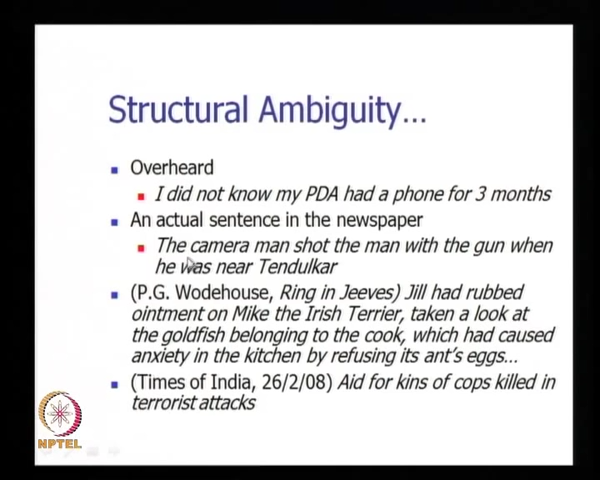 Structural Ambiguity…
Overheard
I did not know my PDA had a phone for 3 months
An actual sentence in the newspaper
The camera man shot the man with the gun when
he was near Tendulkar
(P.G. Wodehouse, Ring in Jeeves) Jill had rubbed
ointment on Mike the Irish Terrier, taken a look at
the goldfish belonging to the cook, which had caused
anxiety in the kitchen by refusing its ant's eggs…
(Times of India, 26/2/08) Aid for kins of cops killed in
terrorist attacks
NPTEL